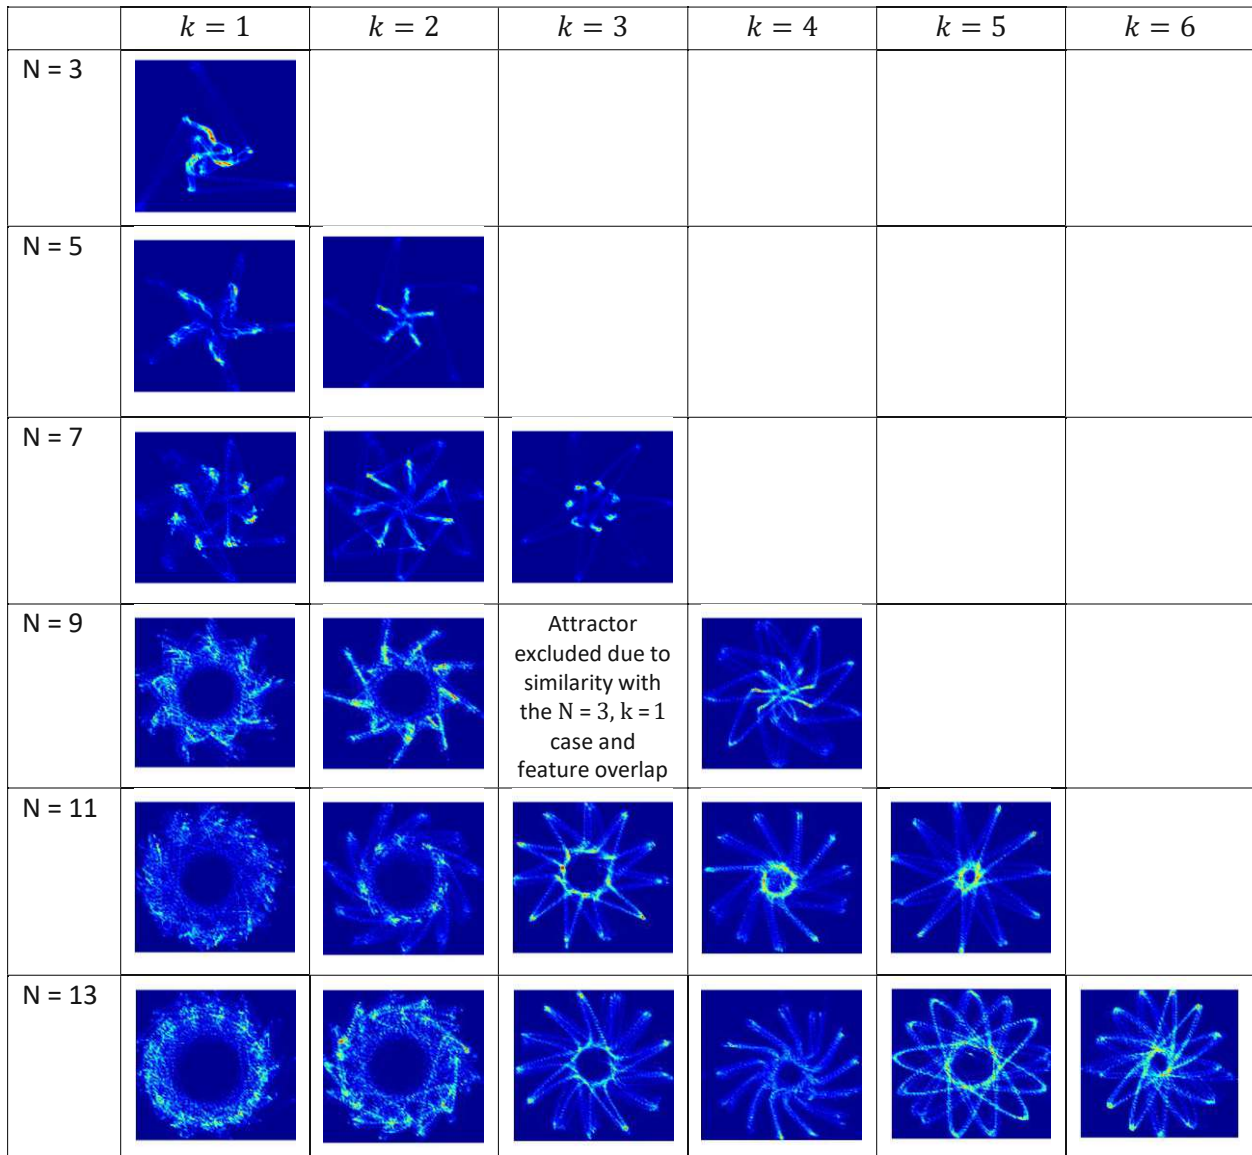 k = 1 k = 2 k = 3 k = 4 k = 5 k = 6
N = 3
N = 5
N = 7
N = 9
Attractor
excluded due to
similarity with
the N = 3, k = 1
case and
feature overlap
N = 11
N = 13